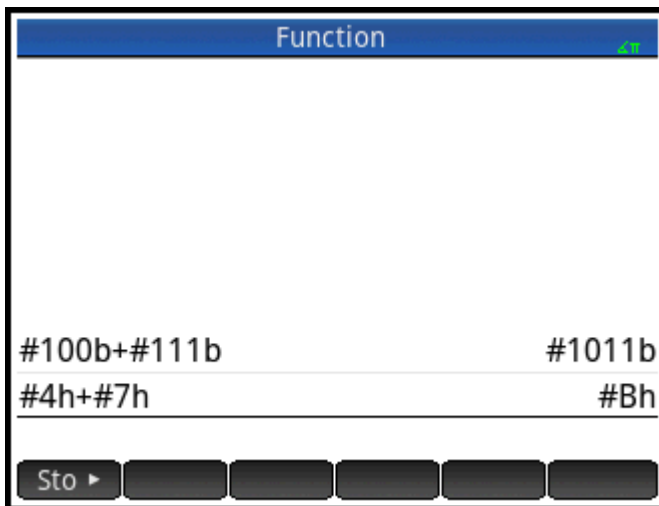 Function
∡π
#100b+#111b #1011b
#4h+#7h #Bh
Sto ▸